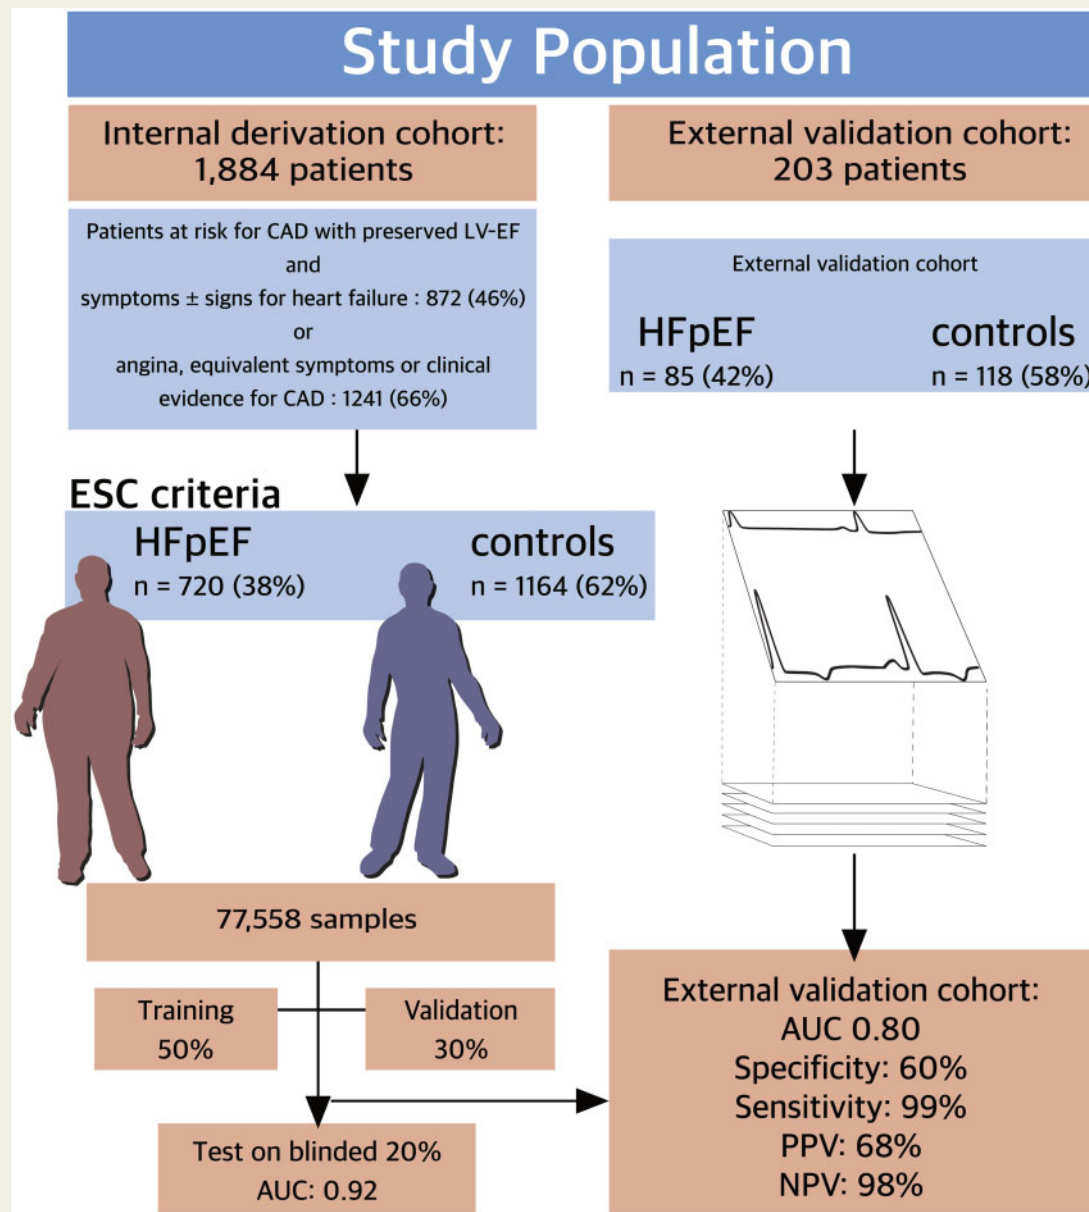 Study Population
Internal derivation cohort:
1,884 patients
Patients at risk for CAD with preserved LV-EF
and
symptoms ± signs for heart failure : 872 (46%)
or
angina, equivalent symptoms or clinical
evidence for CAD : 1241 (66%)
ESC criteria
HFpEF
n = 720 (38%)
controls
n = 1164 (62%)
77,558 samples
Training
50%
Validation
30%
Test on blinded 20%
AUC: 0.92
External validation cohort:
203 patients
External validation cohort
HFpEF
n = 85 (42%)
controls
n = 118 (58%)
External validation cohort:
AUC 0.80
Specificity: 60%
Sensitivity: 99%
PPV: 68%
NPV: 98%